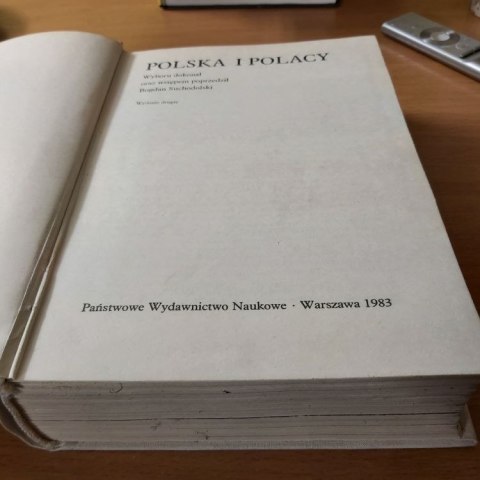 POLSKA I POLACY
Wyboru dokonał
oraz wstępem poprzedził
Bogdan Suchodolski
Wydanie drugie
Państwowe Wydawnictwo Naukowe · Warszawa 1983